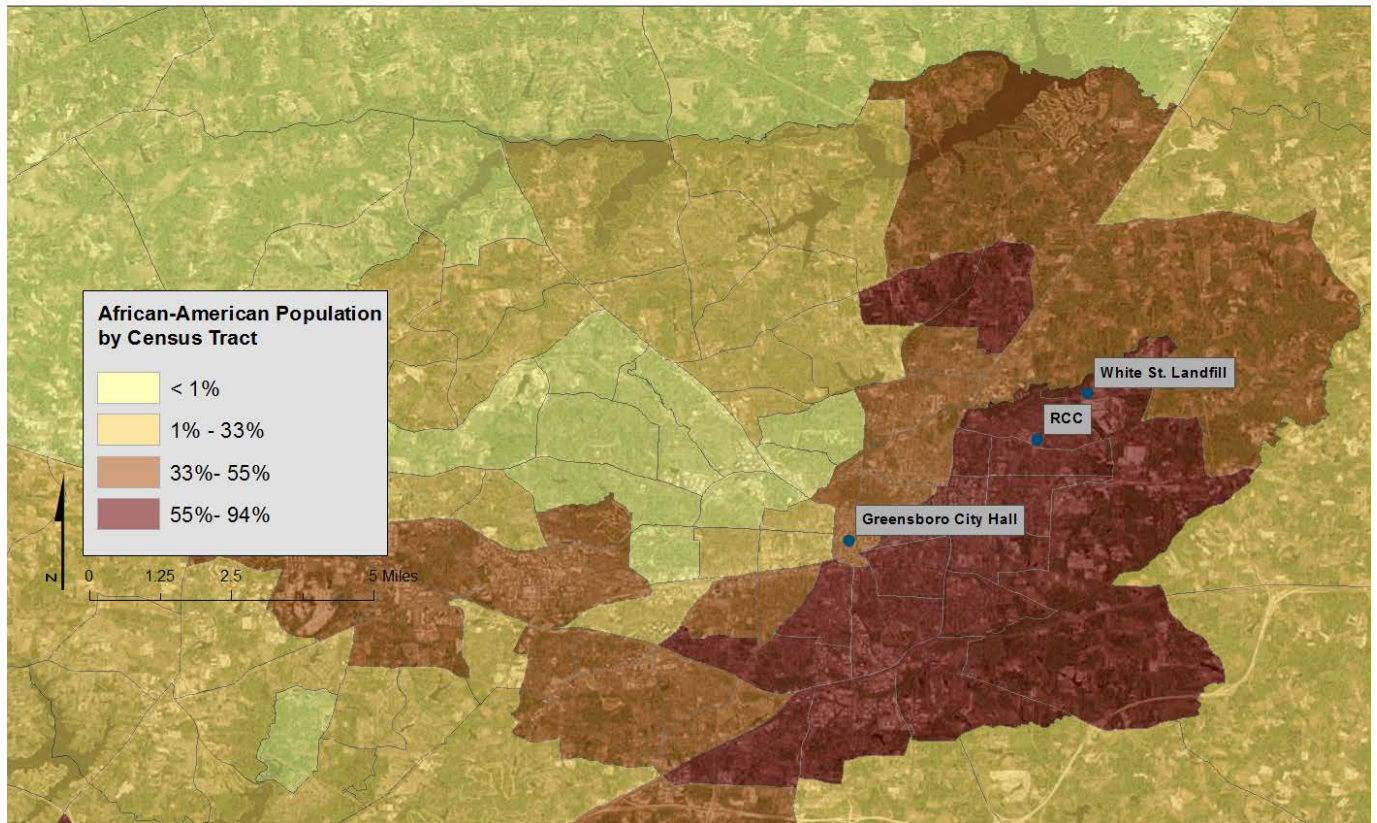 African-American Population
by Census Tract
< 1%
1% - 33%
33%- 55%
55%- 94%
N
0 1.25 2.5 5 Miles
White St. Landfill
RCC
Greensboro City Hall